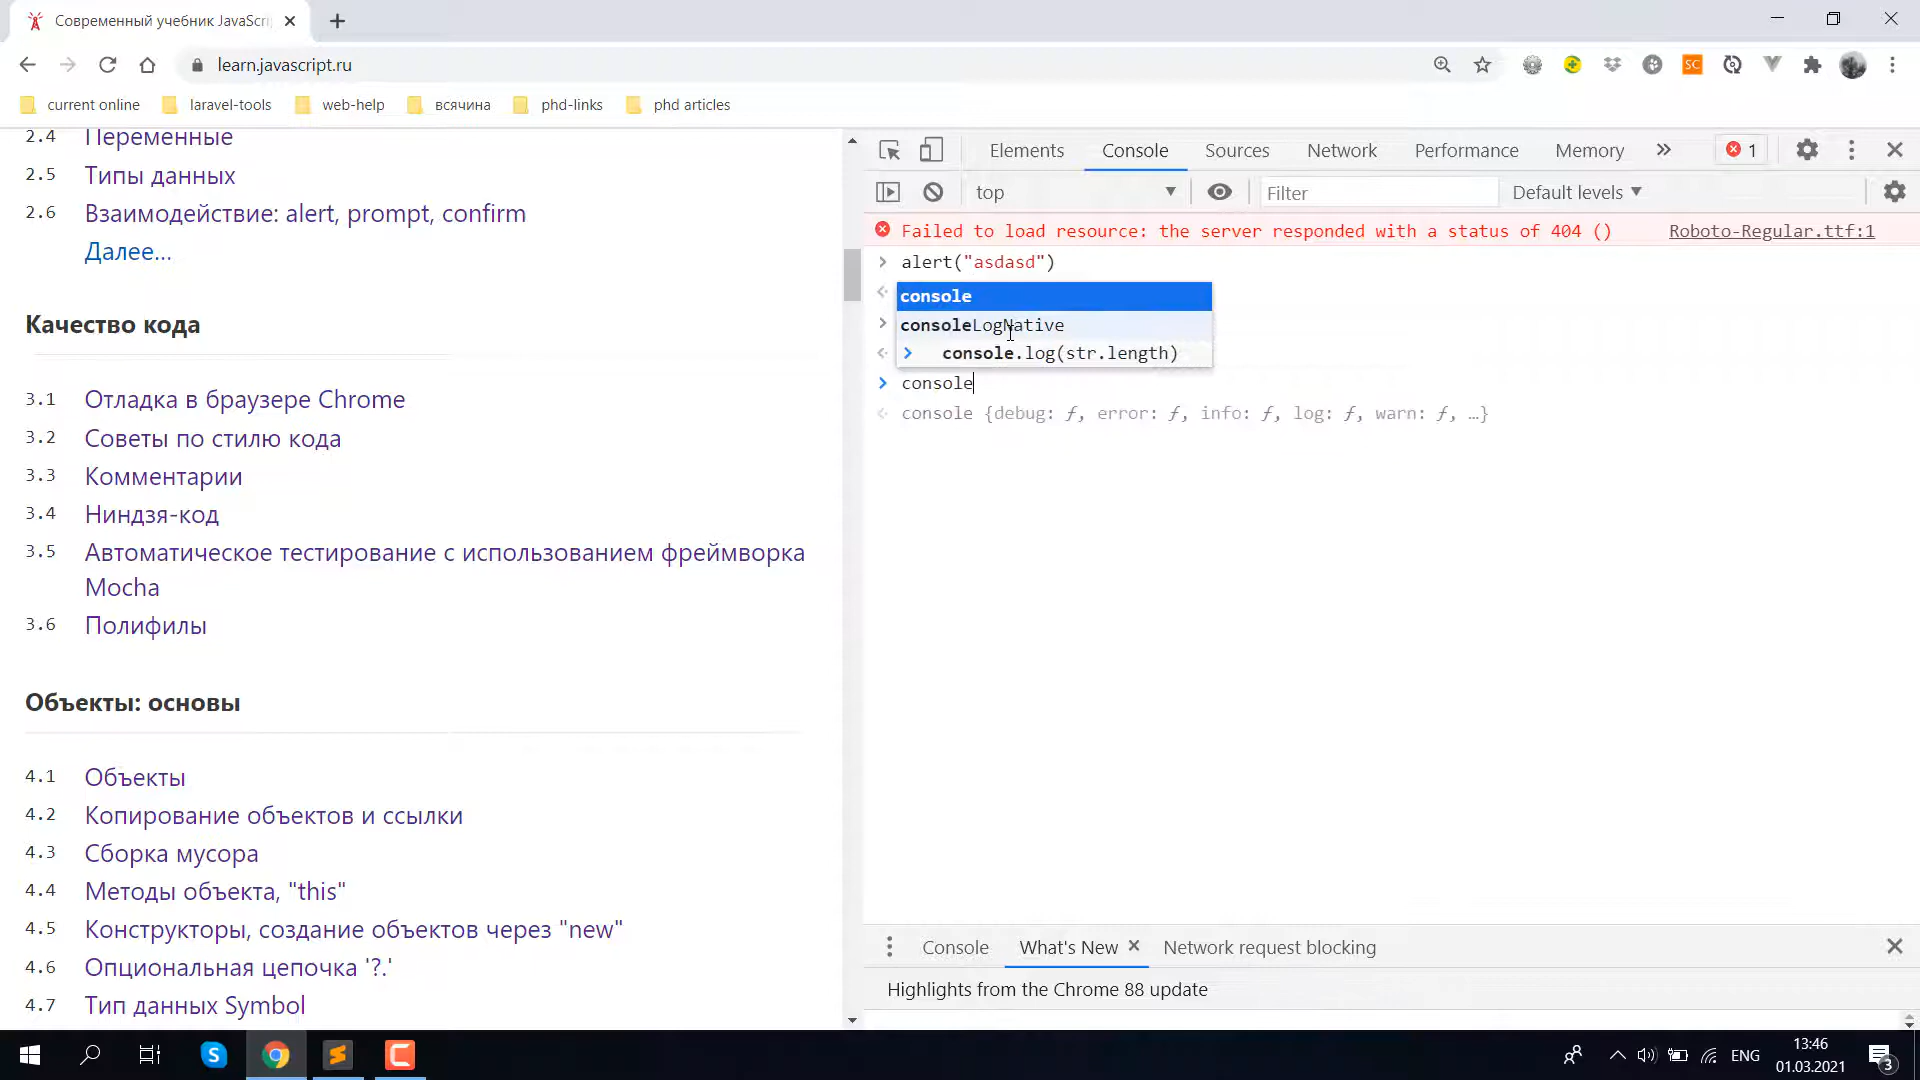 Современный учебник JavaScri
learn.javascript.ru
SC
current online
laravel-tools
web-help
всячина
phd-links
phd articles
2.4 Переменные
2.5 Типы данных
2.6 Взаимодействие: alert, prompt, confirm
Далее...
Качество кода
3.1 Отладка в браузере Chrome
3.2 Советы по стилю кода
3.3 Комментарии
3.4 Ниндзя-код
3.5 Автоматическое тестирование с использованием фреймворка
Mocha
3.6 Полифилы
Объекты: основы
4.1 Объекты
4.2 Копирование объектов и ссылки
4.3 Сборка мусора
4.4 Методы объекта, "this"
4.5 Конструкторы, создание объектов через "new"
4.6 Опциональная цепочка '?.'
4.7 Тип данных Symbol
Elements Console Sources Network Performance Memory » 1
top Filter Default levels
Failed to load resource: the server responded with a status of 404 () Roboto-Regular.ttf:1
> alert("asdasd")
console
consoleLogNative
> console.log(str.length)
> console
console {debug: ƒ, error: ƒ, info: ƒ, log: ƒ, warn: ƒ, …}
Console What's New Network request blocking
Highlights from the Chrome 88 update
ENG
13:46
01.03.2021
3